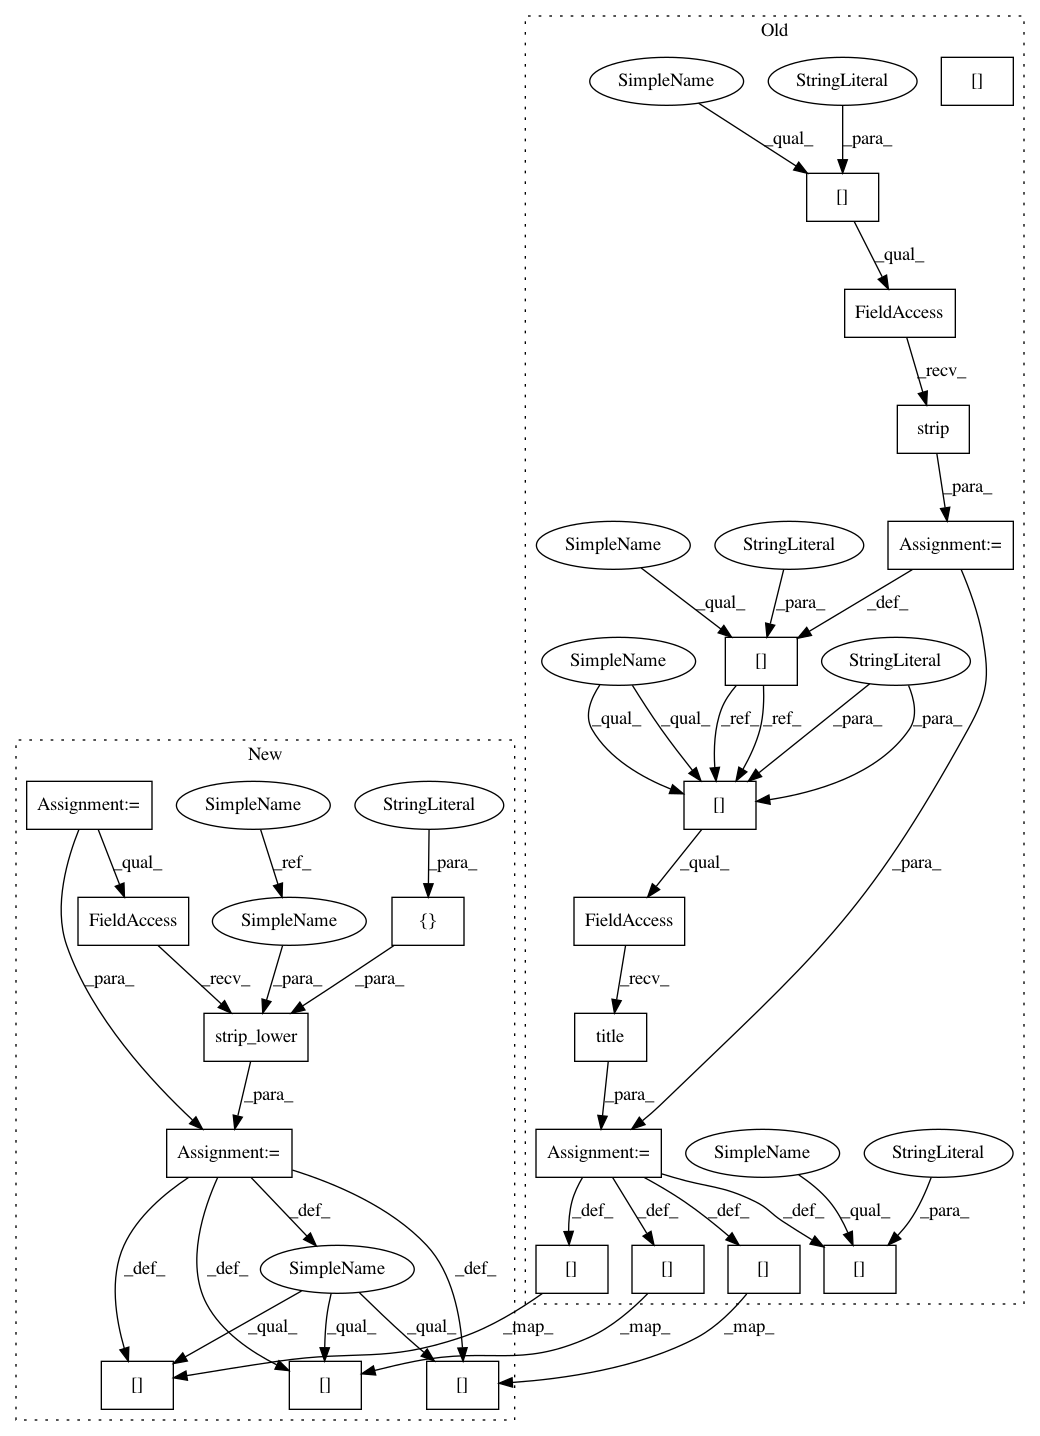 Old
SimpleName
StringLiteral
[]
_qual_
_para_
[]
_qual_
FieldAccess
_recv_
strip
_para_
SimpleName
StringLiteral
Assignment:=
_qual_
_para_
_def_
SimpleName
[]
StringLiteral
_qual_
_qual_
_ref_
_ref_
_para_
_para_
New
Assignment:=
SimpleName
StringLiteral
[]
_qual_
_ref_
_para_
_qual_
_para_
FieldAccess
SimpleName
{}
FieldAccess
_para_
_recv_
_para_
_para_
_recv_
strip_lower
title
_para_
_para_
Assignment:=
Assignment:=
SimpleName
StringLiteral
_def_
_def_
_def_
_def_
_qual_
_para_
_def_
_def_
_def_
SimpleName
[]
[]
[]
[]
_qual_
_qual_
_qual_
_map_
_map_
_map_
[]
[]
[]